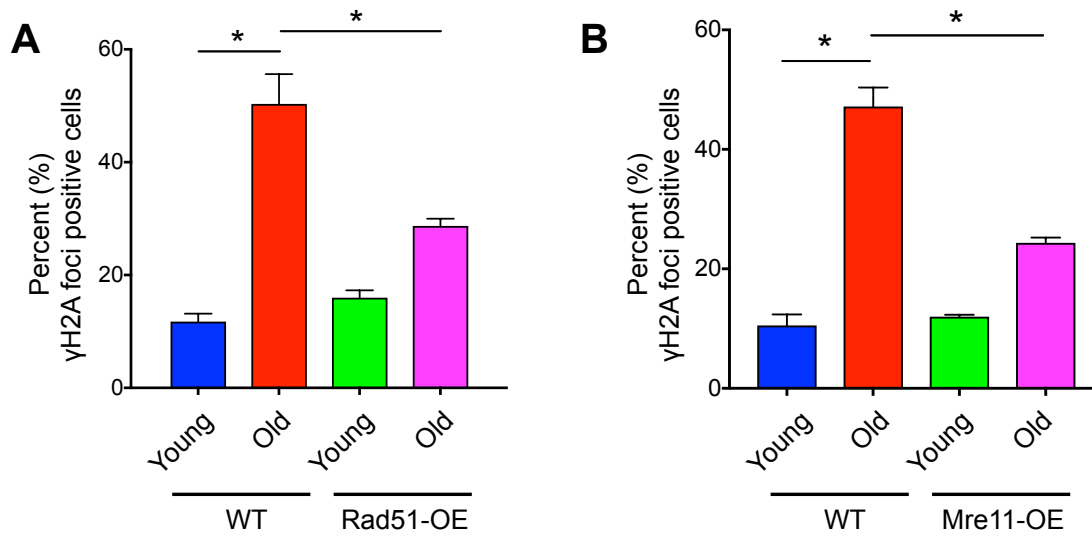 A
Percent (%)
γH2A foci positive cells
60
40
20
0
*
*
Young
Old
Young
Old
WT
Rad51-OE
B
Percent (%)
γH2A foci positive cells
60
40
20
0
*
*
Young
Old
Young
Old
WT
Mre11-OE